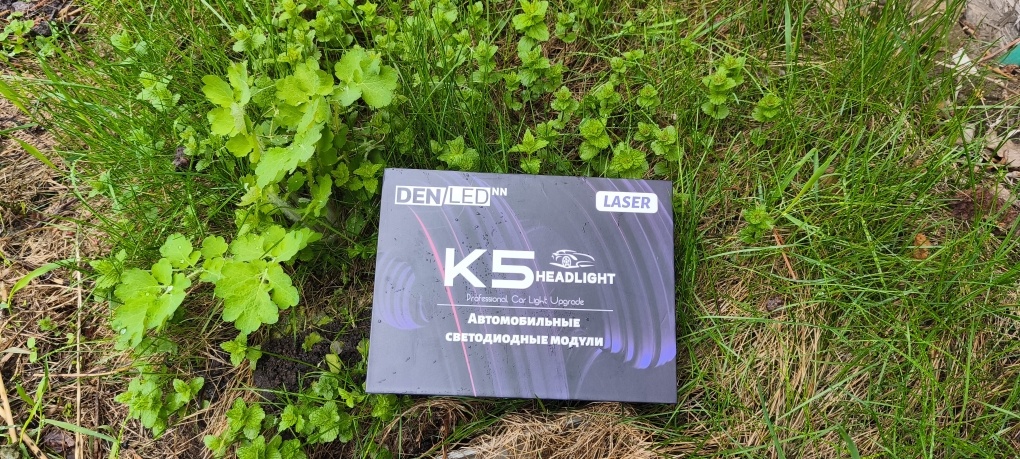 DEN/LED NN
LASER
K5 HEADLIGHT
Professional Car Light Upgrade
Автомобильные
светодиодные модули